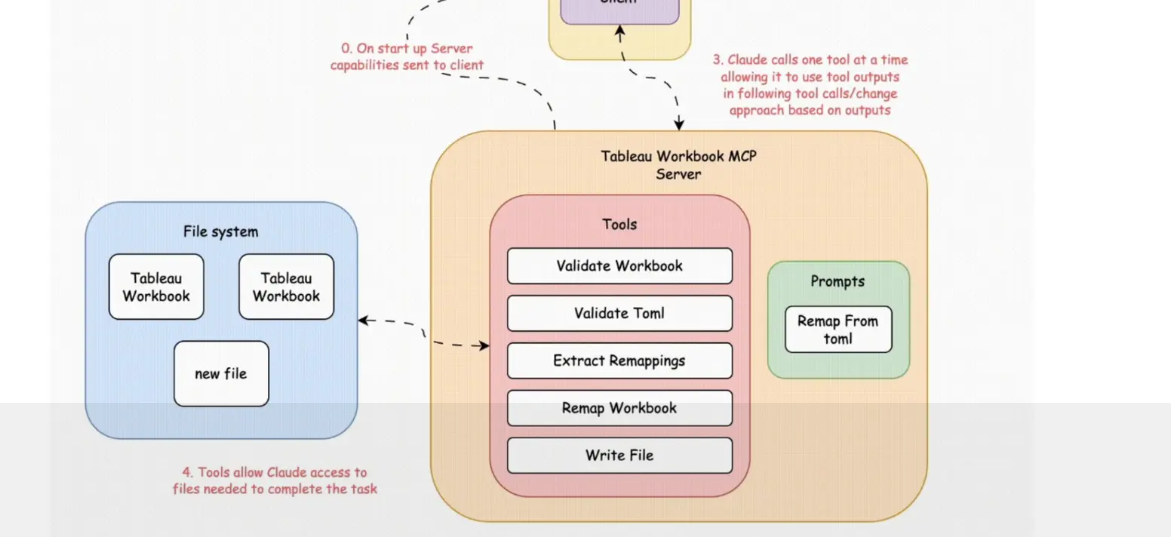 Client
0. On start up Server
capabilities sent to client
3. Claude calls one tool at a time
allowing it to use tool outputs
in following tool calls/change
approach based on outputs
Tableau Workbook MCP
Server
File system
Tableau
Workbook
Tableau
Workbook
new file
Tools
Validate Workbook
Validate Toml
Extract Remappings
Remap Workbook
Write File
Prompts
Remap From
toml
4. Tools allow Claude access to
files needed to complete the task